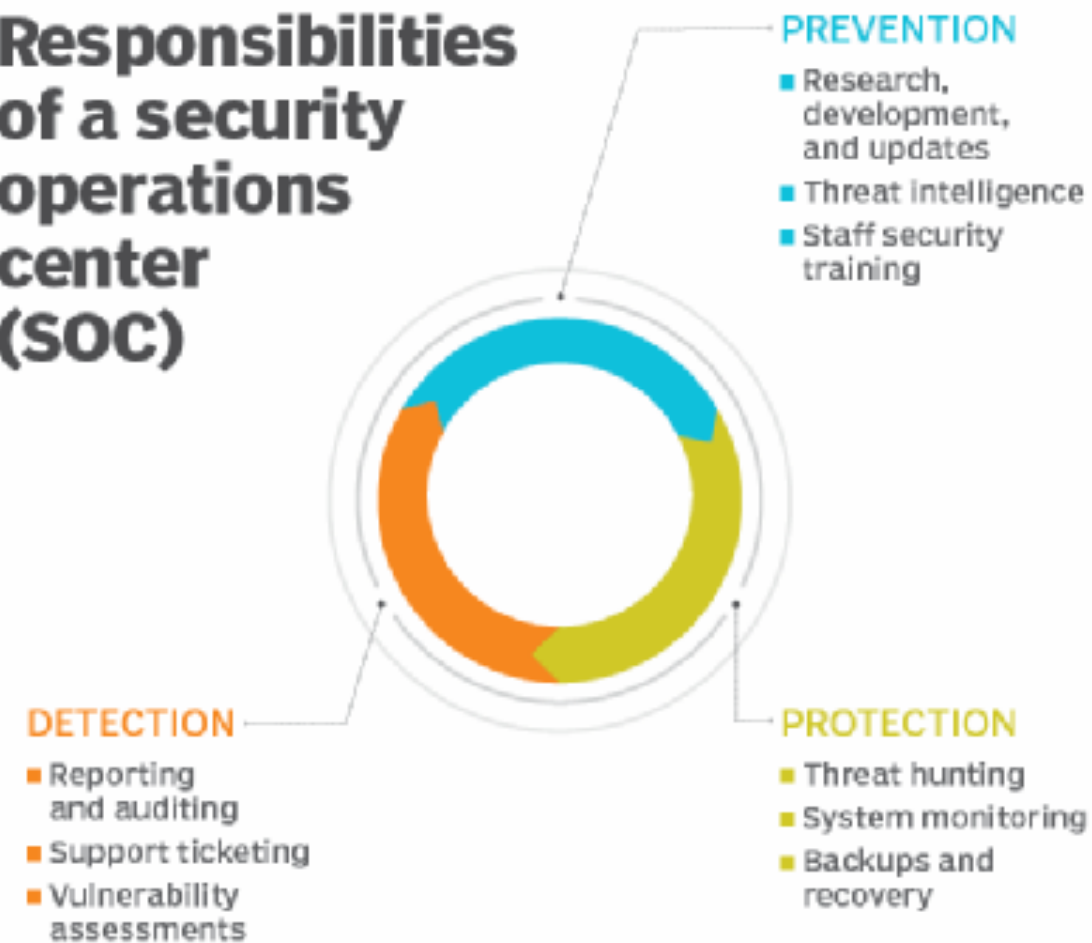 Responsibilities
of a security
operations
center
(SOC)
PREVENTION
Research,
development,
and updates
Threat intelligence
Staff security
training
DETECTION
Reporting
and auditing
Support ticketing
Vulnerability
assessments
PROTECTION
Threat hunting
System monitoring
Backups and
recovery